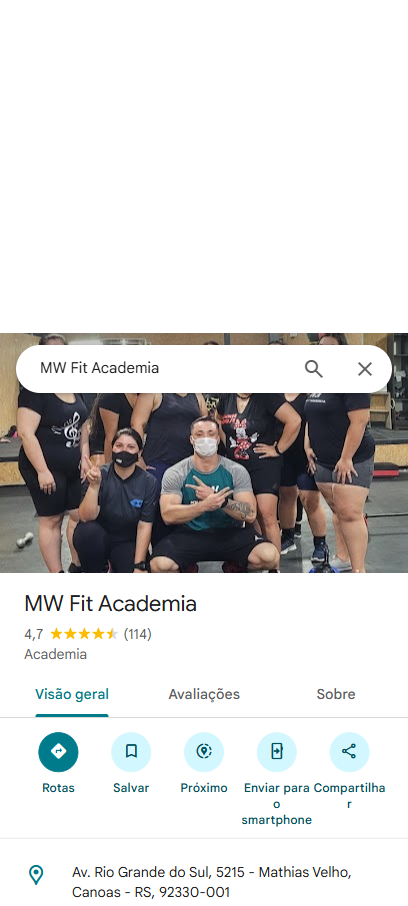 MW Fit Academia
MW Fit Academia
4,7 (114)
Academia
Visão geral Avaliações Sobre
Rotas Salvar Próximo Enviar para o smartphone Compartilhar
Av. Rio Grande do Sul, 5215 - Mathias Velho,
Canoas - RS, 92330-001